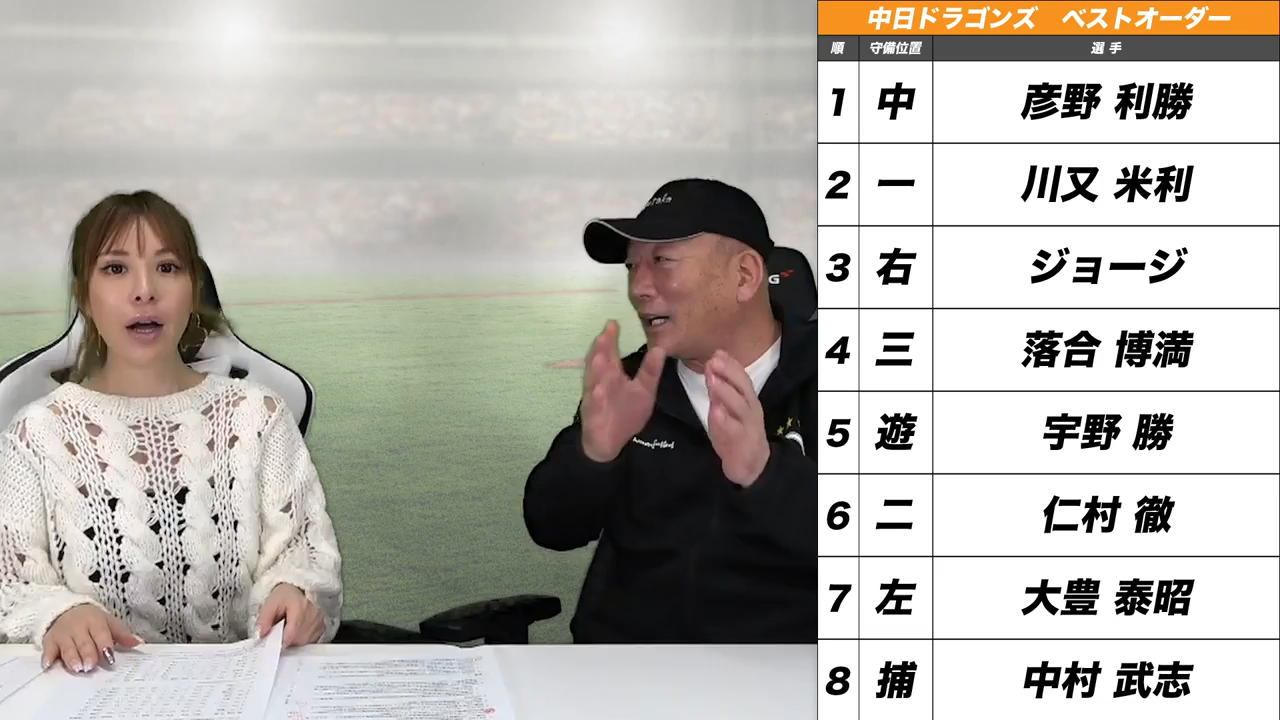 中日ドラゴンズ ベストオーダー
順 守備位置 選手
1 中 彦野 利勝
2 一 川又 米利
3 右 ジョージ
4 三 落合 博満
5 遊 宇野 勝
6 二 仁村 徹
7 左 大豊 泰昭
8 捕 中村 武志